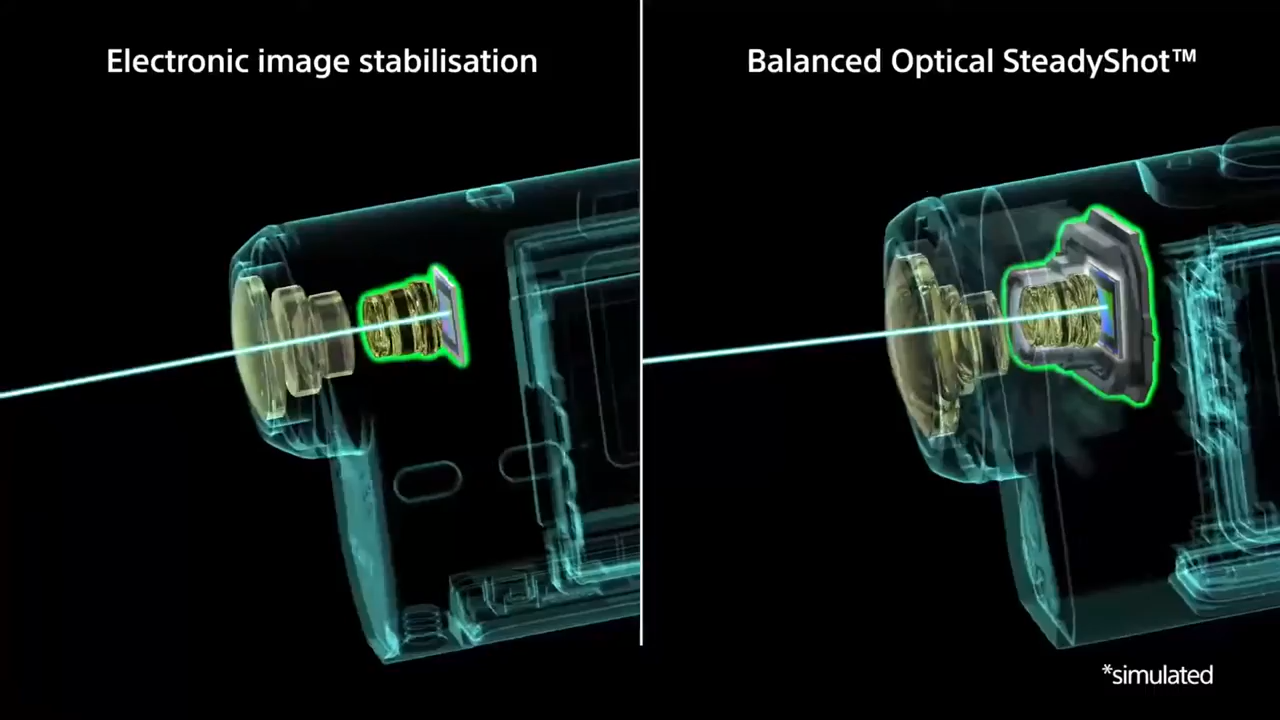 Electronic image stabilisation
Balanced Optical SteadyShot™
*simulated